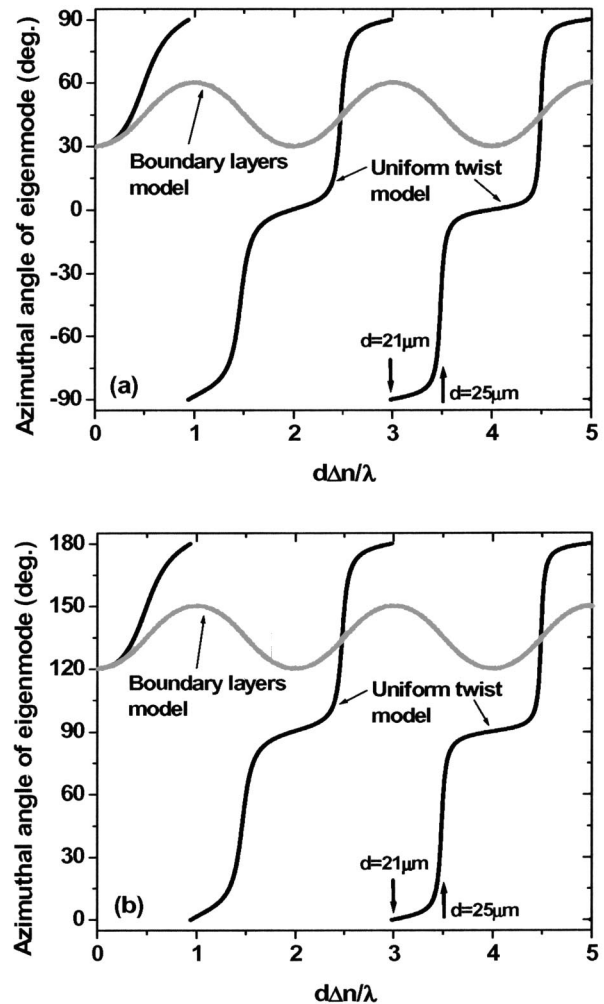 Azimuthal angle of eigenmode (deg.)
90
60
30
0
-30
-60
-90
Boundary layers
model
Uniform twist
model
d=21μm
d=25μm
(a)
0
1
2
3
4
5
dΔn/λ
Azimuthal angle of eigenmode (deg.)
180
150
120
90
60
30
0
Boundary layers
model
Uniform twist
model
d=21μm
d=25μm
(b)
0
1
2
3
4
5
dΔn/λ